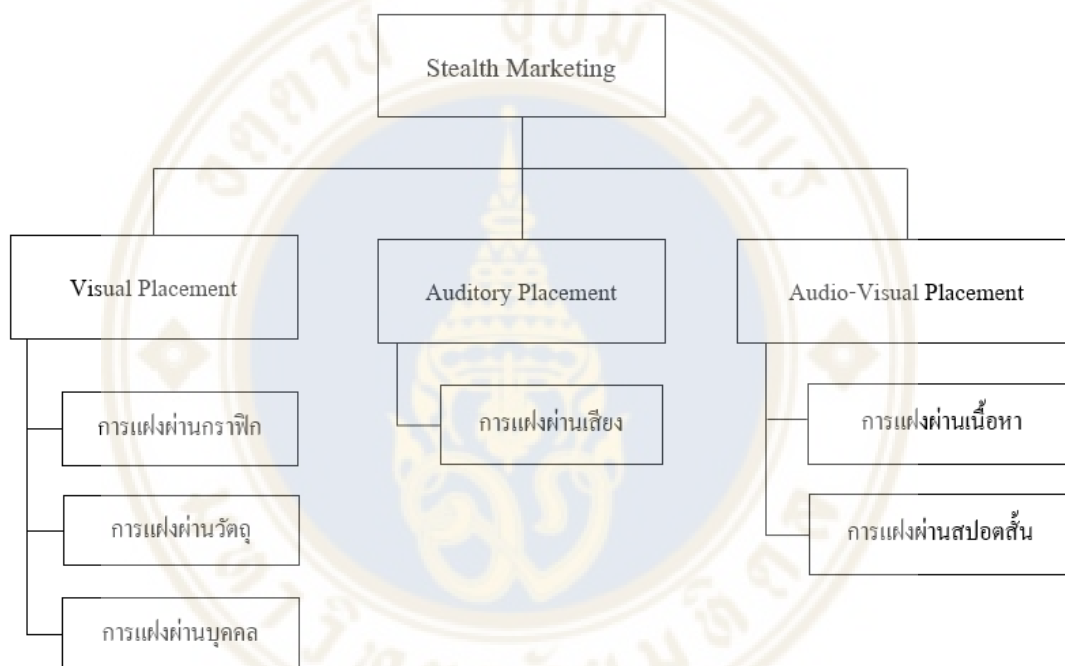 Stealth Marketing
Visual Placement
Auditory Placement
Audio-Visual Placement
การแฝงผ่านกราฟิก
การแฝงผ่านเสียง
การแฝงผ่านเนื้อหา
การแฝงผ่านวัตถุ
การแฝงผ่านสปอตสั้น
การแฝงผ่านบุคคล